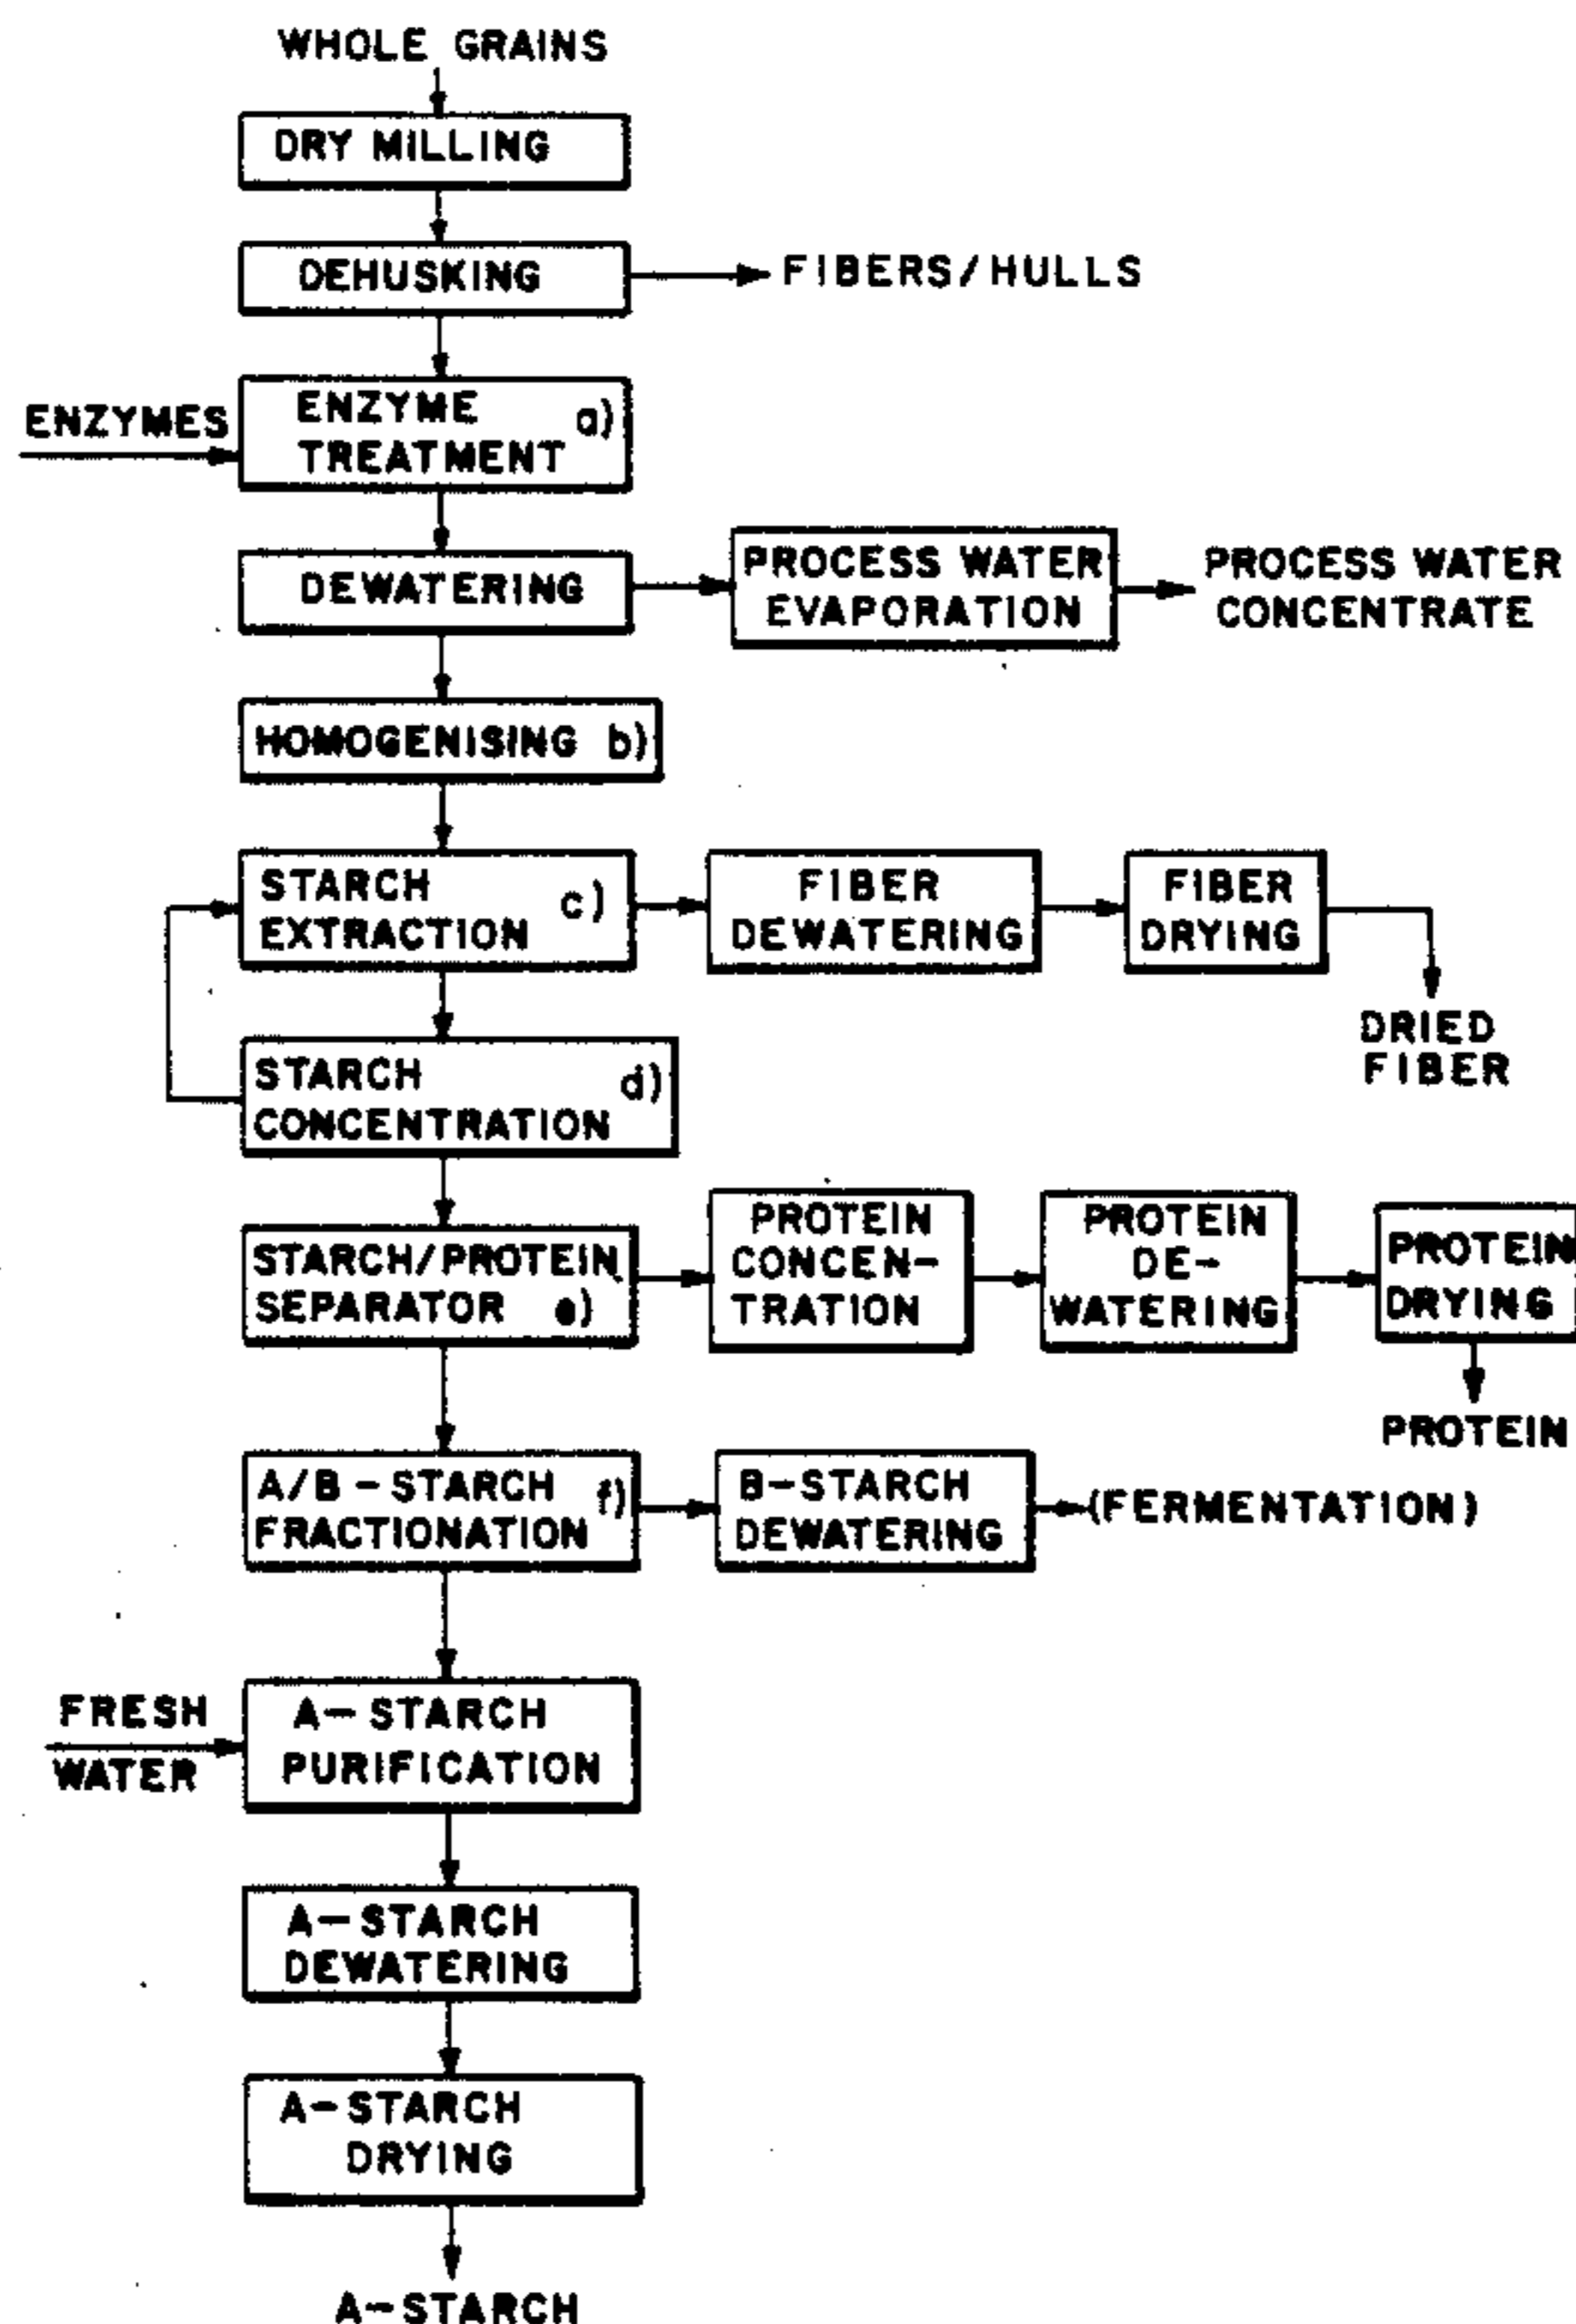 WHOLE GRAINS
DRY MILLING
DEHUSKING
FIBERS/HULLS
ENZYMES
ENZYME
TREATMENT a)
DEWATERING
PROCESS WATER
EVAPORATION
PROCESS WATER
CONCENTRATE
HOMOGENISING b)
STARCH
EXTRACTION c)
FIBER
DEWATERING
FIBER
DRYING
DRIED
FIBER
STARCH
CONCENTRATION d)
STARCH/PROTEIN
SEPARATOR e)
PROTEIN
CONCEN-
TRATION
PROTEIN
DE-
WATERING
PROTEIN
DRYING
PROTEIN
A/B-STARCH
FRACTIONATION f)
B-STARCH
DEWATERING
(FERMENTATION)
FRESH
WATER
A-STARCH
PURIFICATION
A-STARCH
DEWATERING
A-STARCH
DRYING
A-STARCH